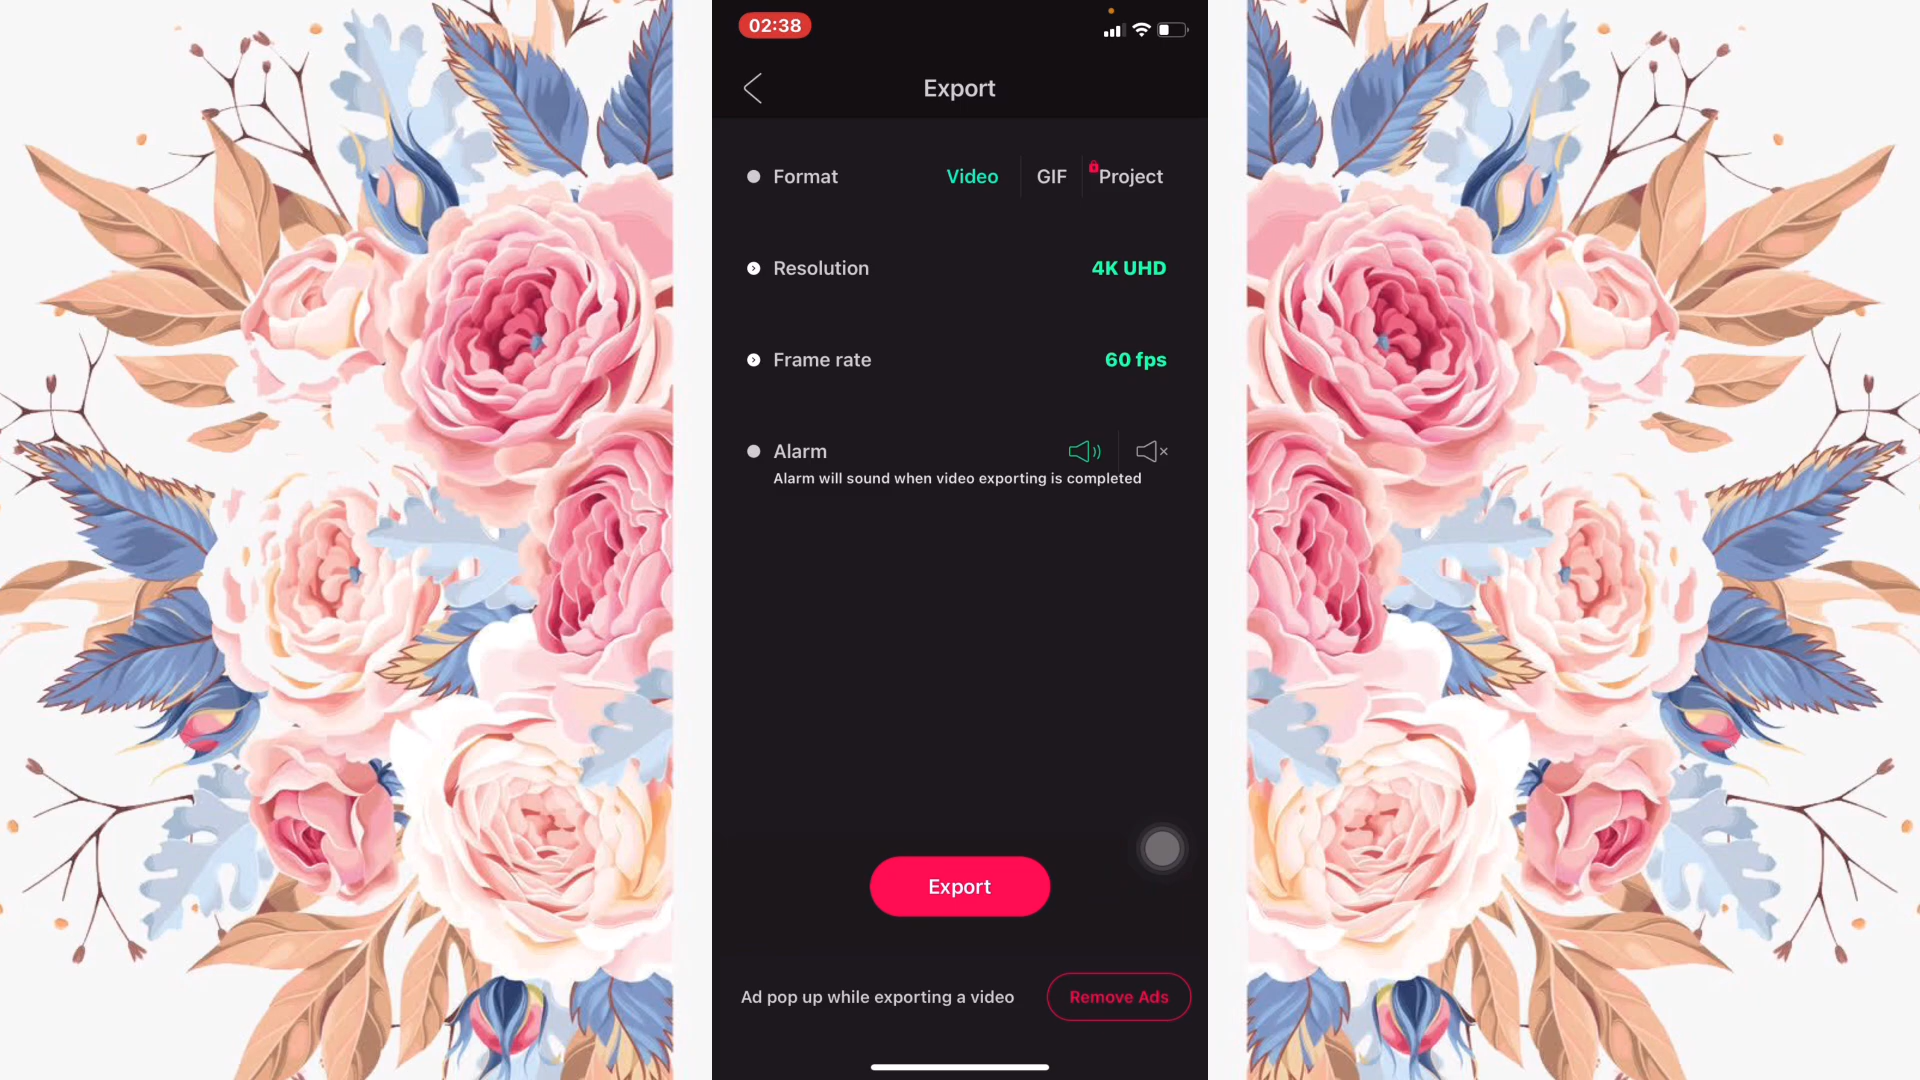 02:38
Export
Format Video GIF Project
Resolution 4K UHD
Frame rate 60 fps
Alarm
Alarm will sound when video exporting is completed
Export
Ad pop up while exporting a video Remove Ads